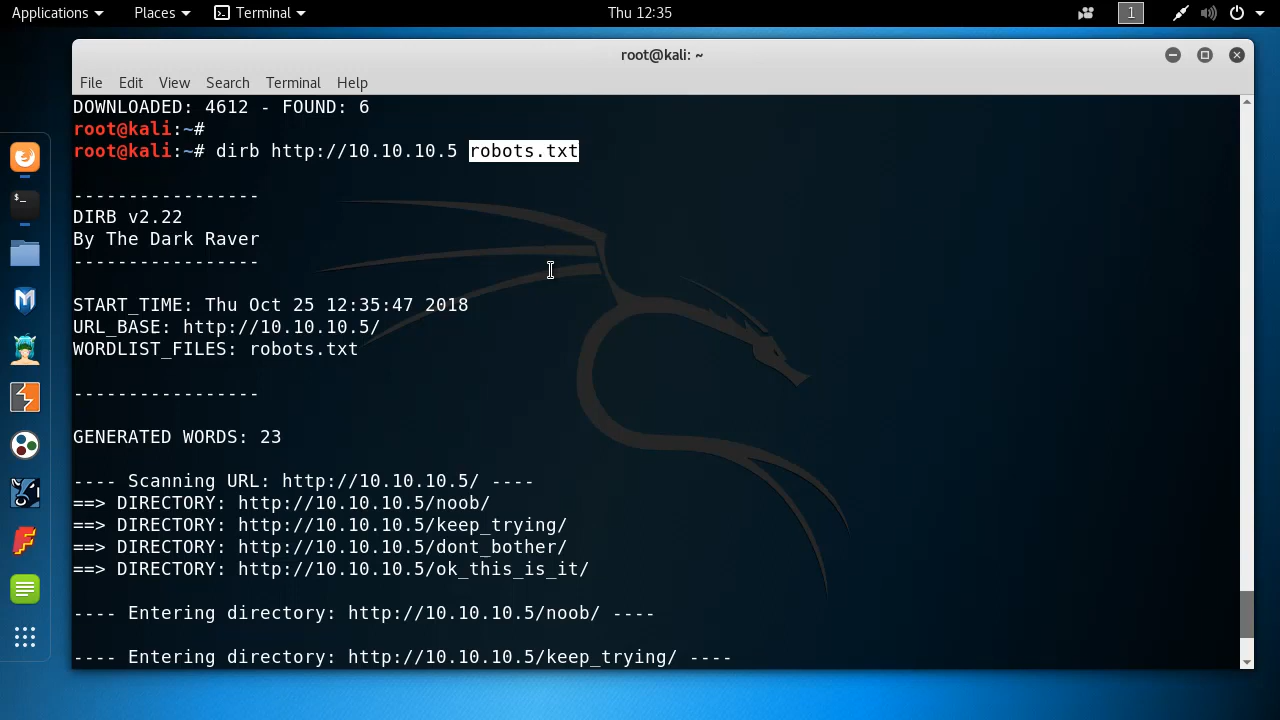 Applications Places Terminal Thu 12:35 1
root@kali: ~
File Edit View Search Terminal Help
DOWNLOADED: 4612 - FOUND: 6
root@kali:~#
root@kali:~# dirb http://10.10.10.5 robots.txt
-----------------
DIRB v2.22
By The Dark Raver
-----------------
START_TIME: Thu Oct 25 12:35:47 2018
URL_BASE: http://10.10.10.5/
WORDLIST_FILES: robots.txt
-----------------
GENERATED WORDS: 23
---- Scanning URL: http://10.10.10.5/ ----
==> DIRECTORY: http://10.10.10.5/noob/
==> DIRECTORY: http://10.10.10.5/keep_trying/
==> DIRECTORY: http://10.10.10.5/dont_bother/
==> DIRECTORY: http://10.10.10.5/ok_this_is_it/
---- Entering directory: http://10.10.10.5/noob/ ----
---- Entering directory: http://10.10.10.5/keep_trying/ ----